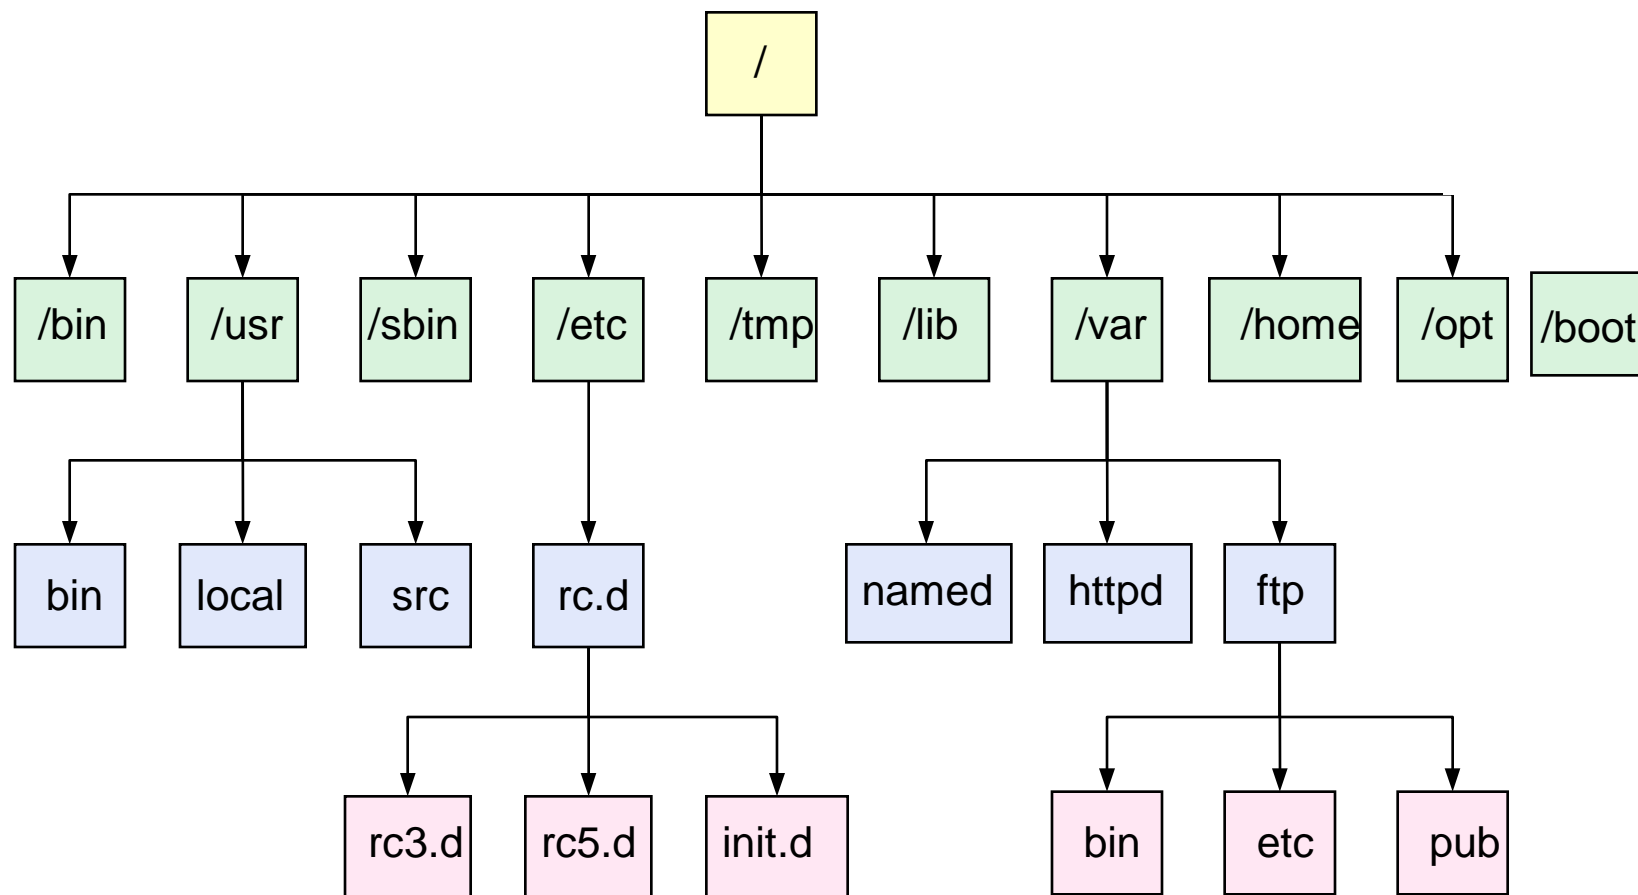 /
/bin
/usr
/sbin
/etc
/tmp
/lib
/var
/home
/opt
/boot
bin
local
src
rc.d
named
httpd
ftp
rc3.d
rc5.d
init.d
bin
etc
pub